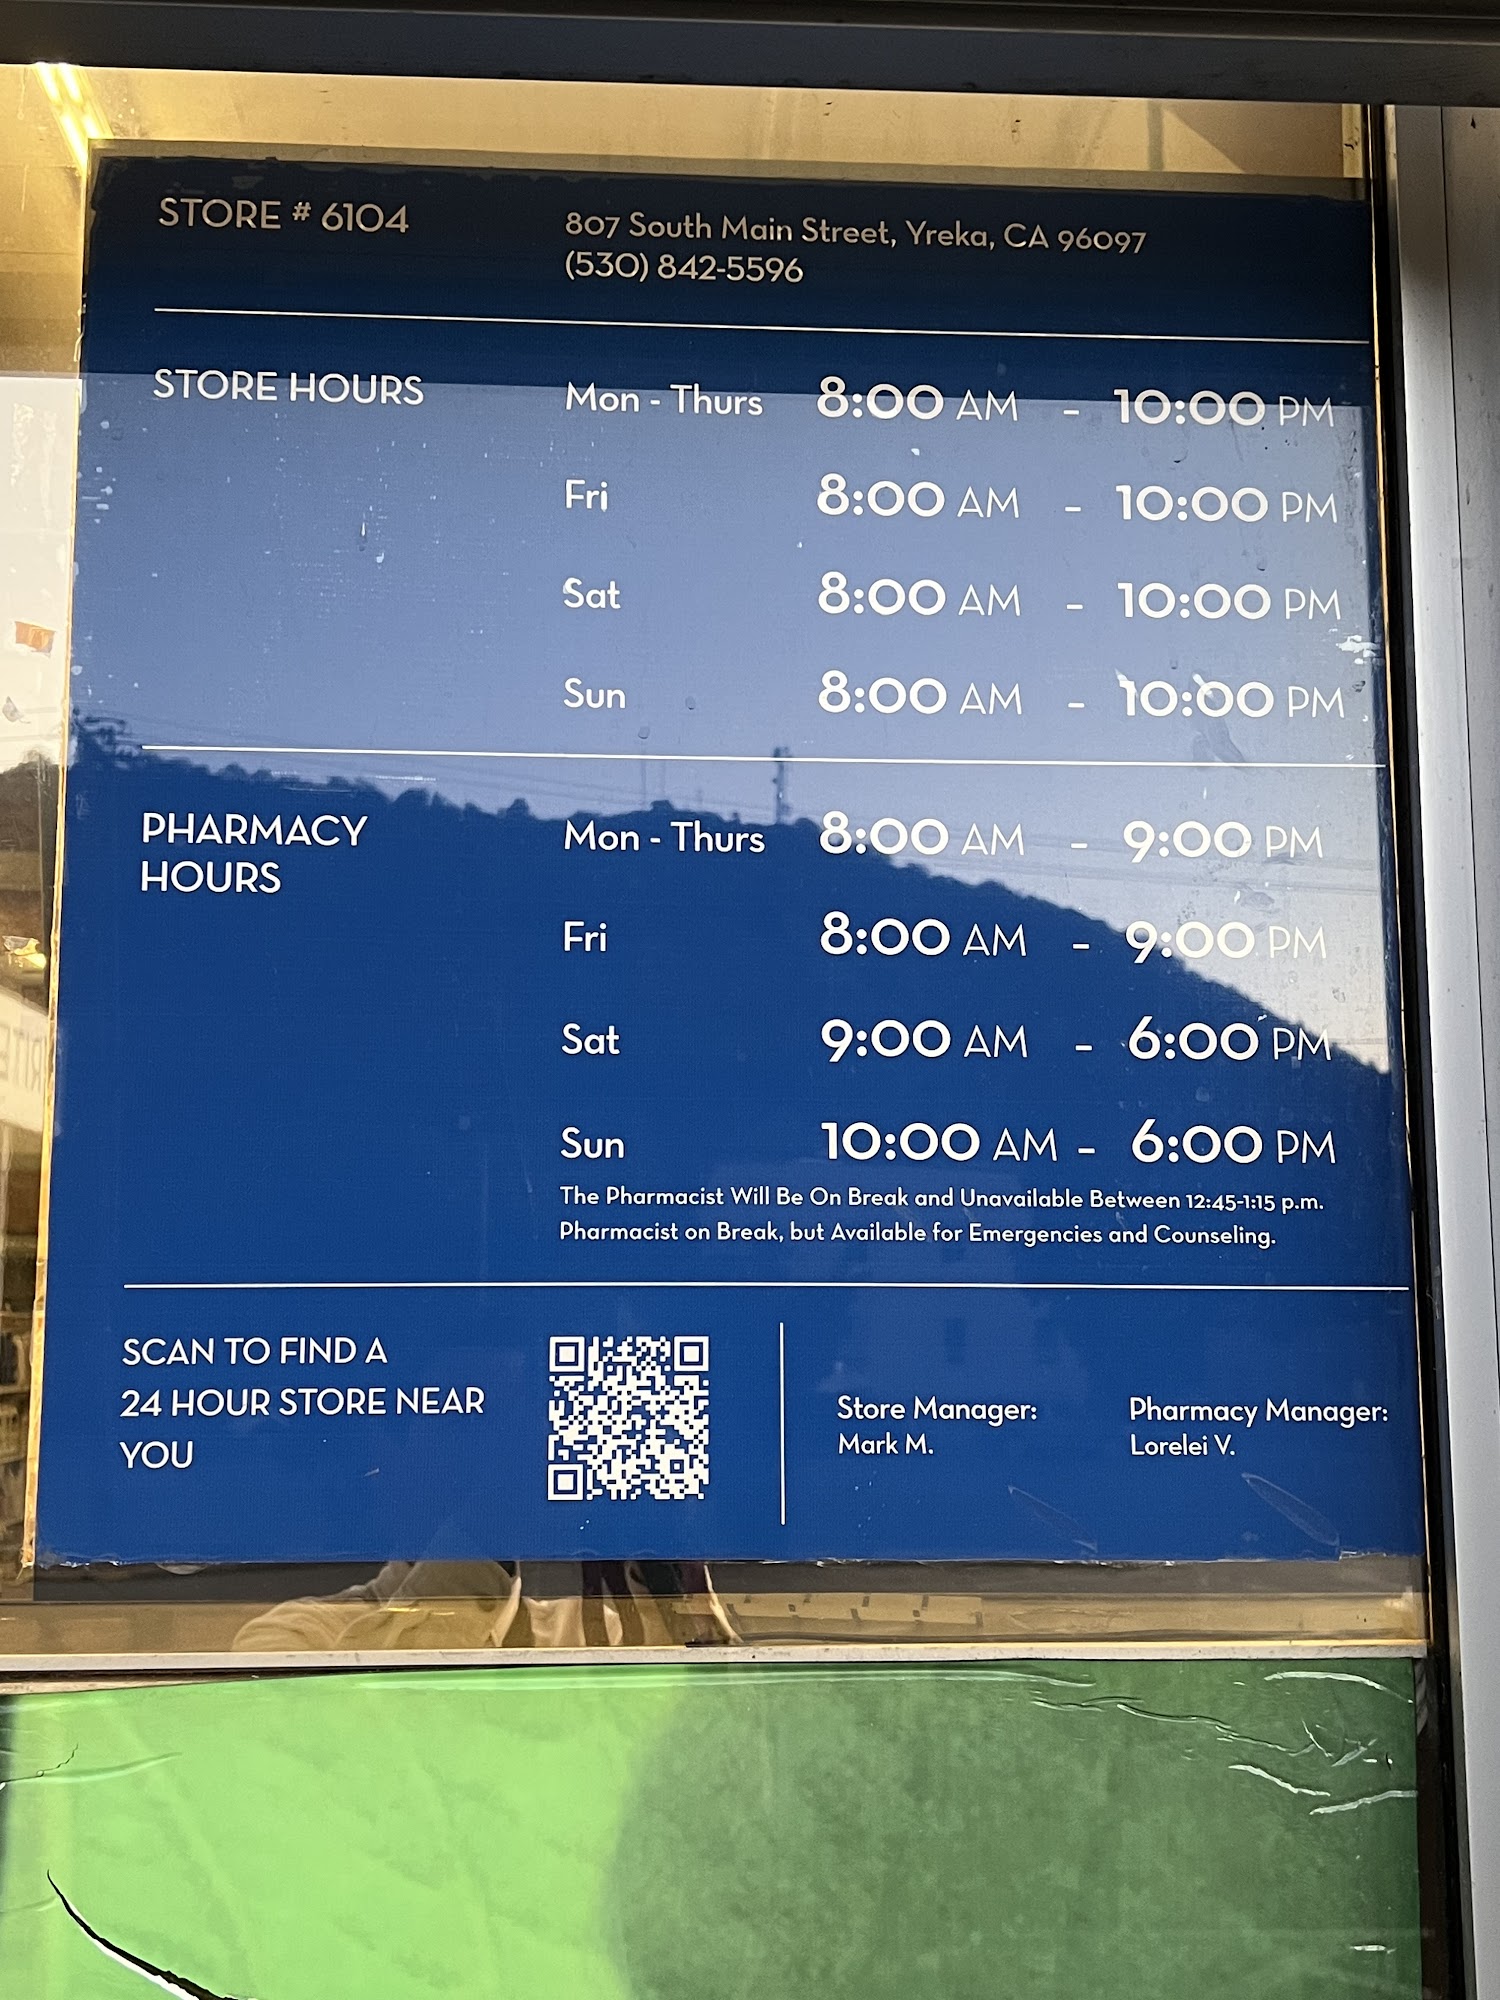 STORE # 6104
807 South Main Street, Yreka, CA 96097
(530) 842-5596
STORE HOURS
Mon - Thurs 8:00 AM - 10:00 PM
Fri 8:00 AM - 10:00 PM
Sat 8:00 AM - 10:00 PM
Sun 8:00 AM - 10:00 PM
PHARMACY
HOURS
Mon - Thurs 8:00 AM - 9:00 PM
Fri 8:00 AM - 9:00 PM
Sat 9:00 AM - 6:00 PM
Sun 10:00 AM - 6:00 PM
The Pharmacist Will Be On Break and Unavailable Between 12:45-1:15 p.m.
Pharmacist on Break, but Available for Emergencies and Counseling.
SCAN TO FIND A
24 HOUR STORE NEAR
YOU
Store Manager:
Mark M.
Pharmacy Manager:
Lorelei V.